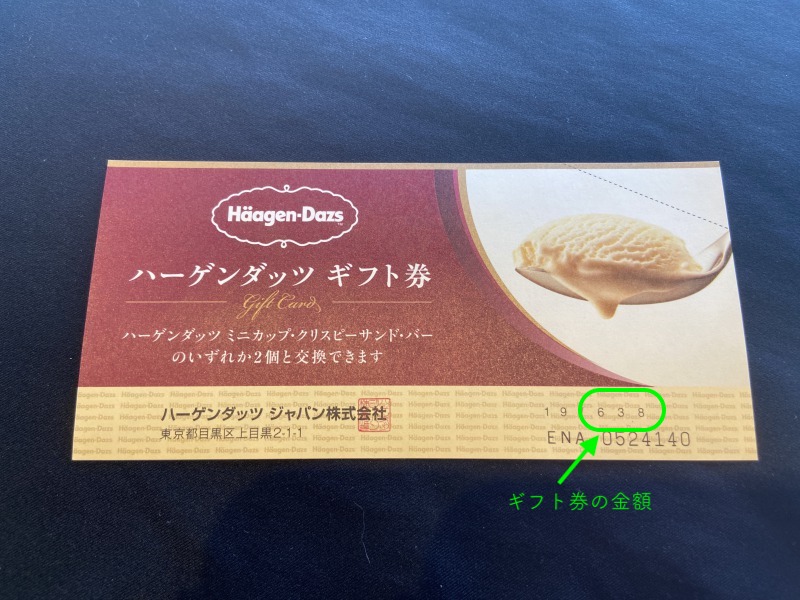 Häagen-Dazs
ハーゲンダッツ ギフト券
Gift Card
ハーゲンダッツ ミニカップ・クリスピーサンド・バー
のいずれか2個と交換できます
ハーゲンダッツ ジャパン株式会社
東京都目黒区上目黒2-1-1
19 638
ENA 0524140
ギフト券の金額